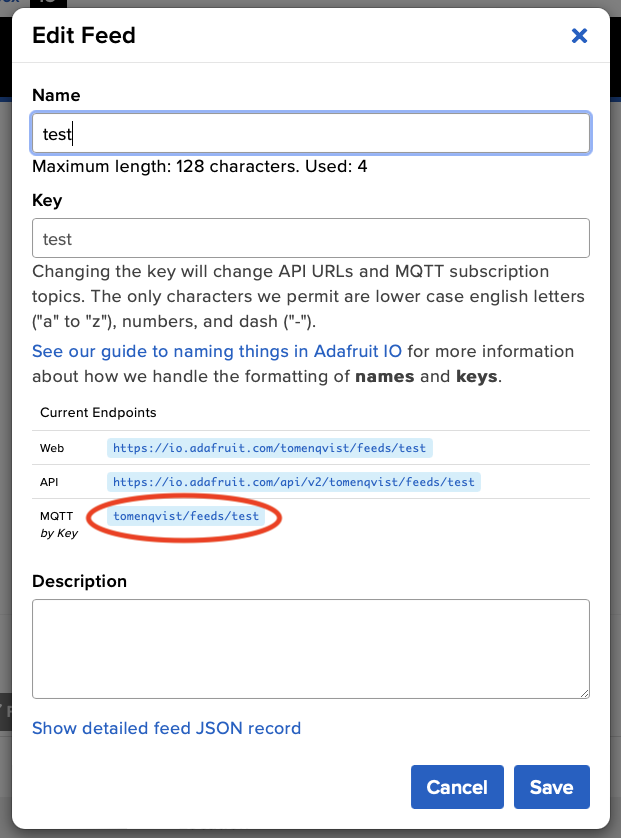 Edit Feed
Name
test
Maximum length: 128 characters. Used: 4
Key
test
Changing the key will change API URLs and MQTT subscription
topics. The only characters we permit are lower case english letters
("a" to "z"), numbers, and dash ("-").
See our guide to naming things in Adafruit IO for more information
about how we handle the formatting of names and keys.
Current Endpoints
Web https://io.adafruit.com/tomenqvist/feeds/test
API https://io.adafruit.com/api/v2/tomenqvist/feeds/test
MQTT tomenqvist/feeds/test
by Key
Description
Show detailed feed JSON record
Cancel Save